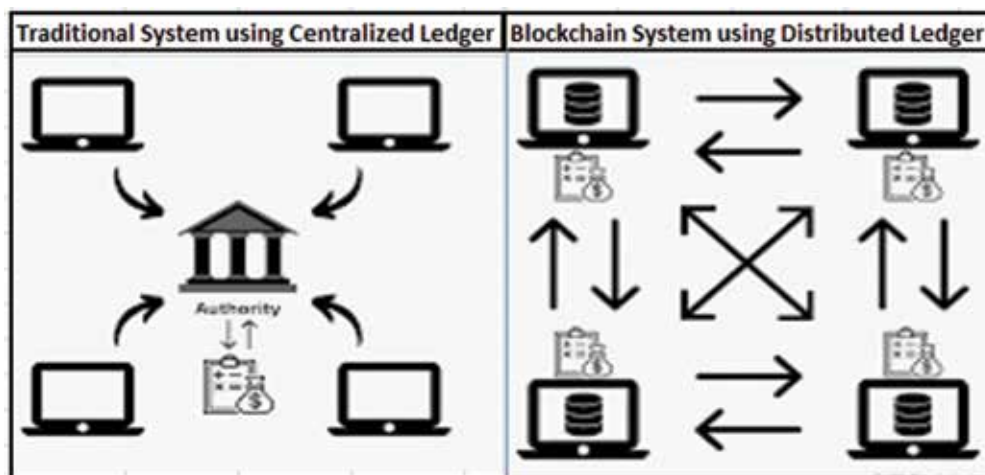 Traditional System using Centralized Ledger
Blockchain System using Distributed Ledger
Authority